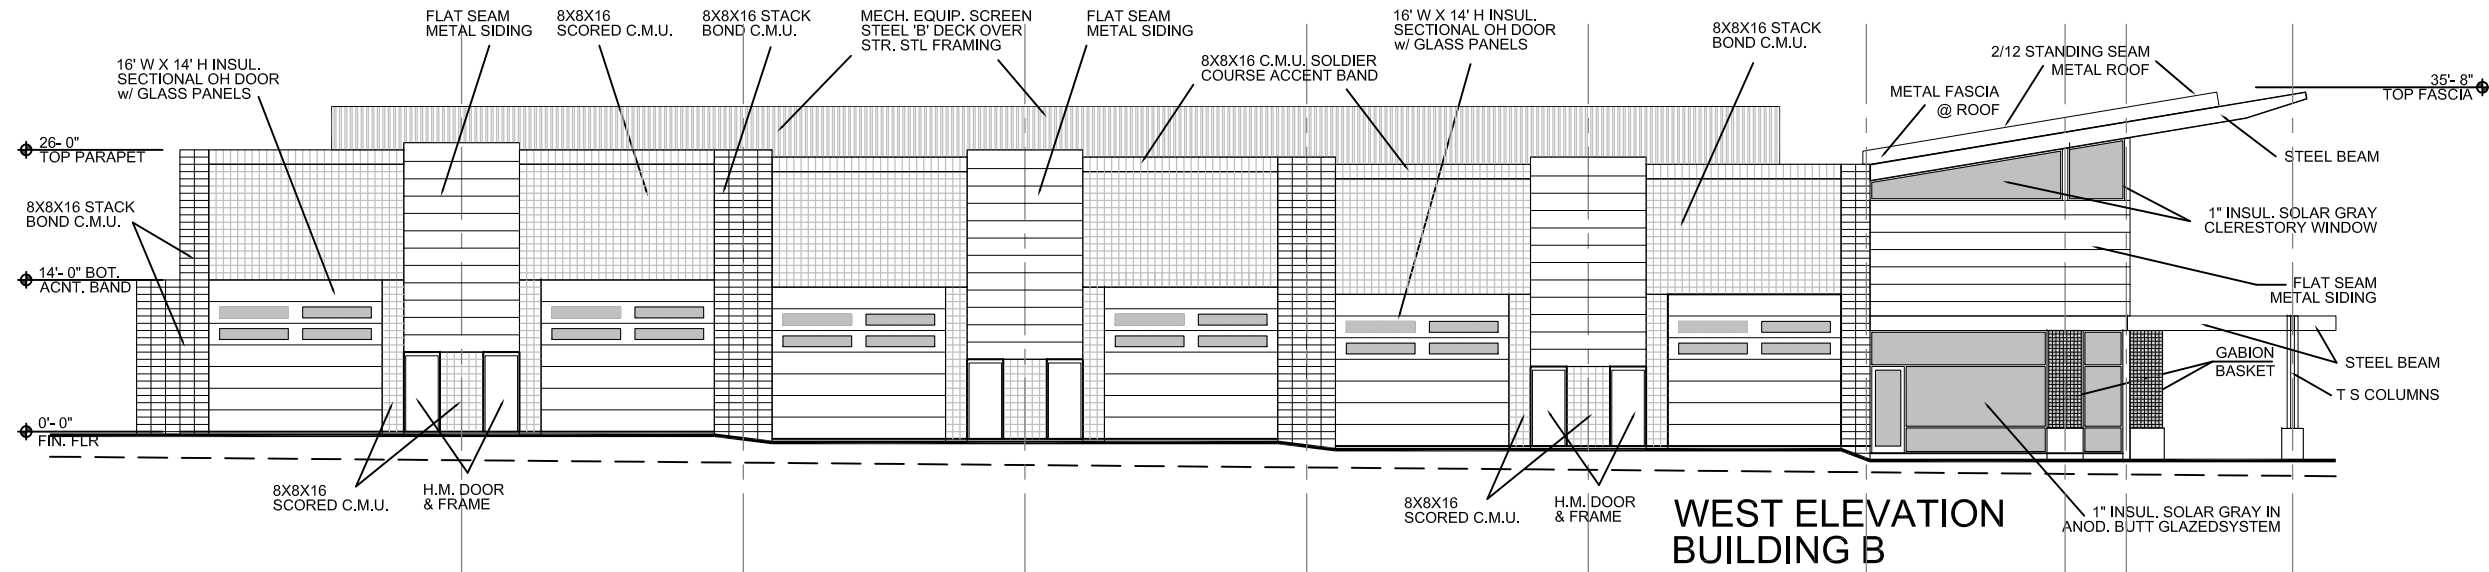 FLAT SEAM
METAL SIDING
8X8X16
SCORED C.M.U.
8X8X16 STACK
BOND C.M.U.
MECH. EQUIP. SCREEN
STEEL 'B' DECK OVER
STR. STL FRAMING
FLAT SEAM
METAL SIDING
16' W X 14' H INSUL.
SECTIONAL OH DOOR
w/ GLASS PANELS
8X8X16 STACK
BOND C.M.U.
2/12 STANDING SEAM
METAL ROOF
16' W X 14' H INSUL.
SECTIONAL OH DOOR
w/ GLASS PANELS
8X8X16 C.M.U. SOLDIER
COURSE ACCENT BAND
METAL FASCIA
@ ROOF
35'- 8"
TOP FASCIA
26- 0"
TOP PARAPET
STEEL BEAM
8X8X16 STACK
BOND C.M.U.
1" INSUL. SOLAR GRAY
CLERESTORY WINDOW
14'- 0" BOT.
ACNT. BAND
FLAT SEAM
METAL SIDING
GABION
BASKET
STEEL BEAM
T S COLUMNS
0'- 0"
FIN. FLR
8X8X16
SCORED C.M.U.
H.M. DOOR
& FRAME
8X8X16
SCORED C.M.U.
H.M. DOOR
& FRAME
WEST ELEVATION
BUILDING B
1" INSUL. SOLAR GRAY IN
ANOD. BUTT GLAZEDSYSTEM